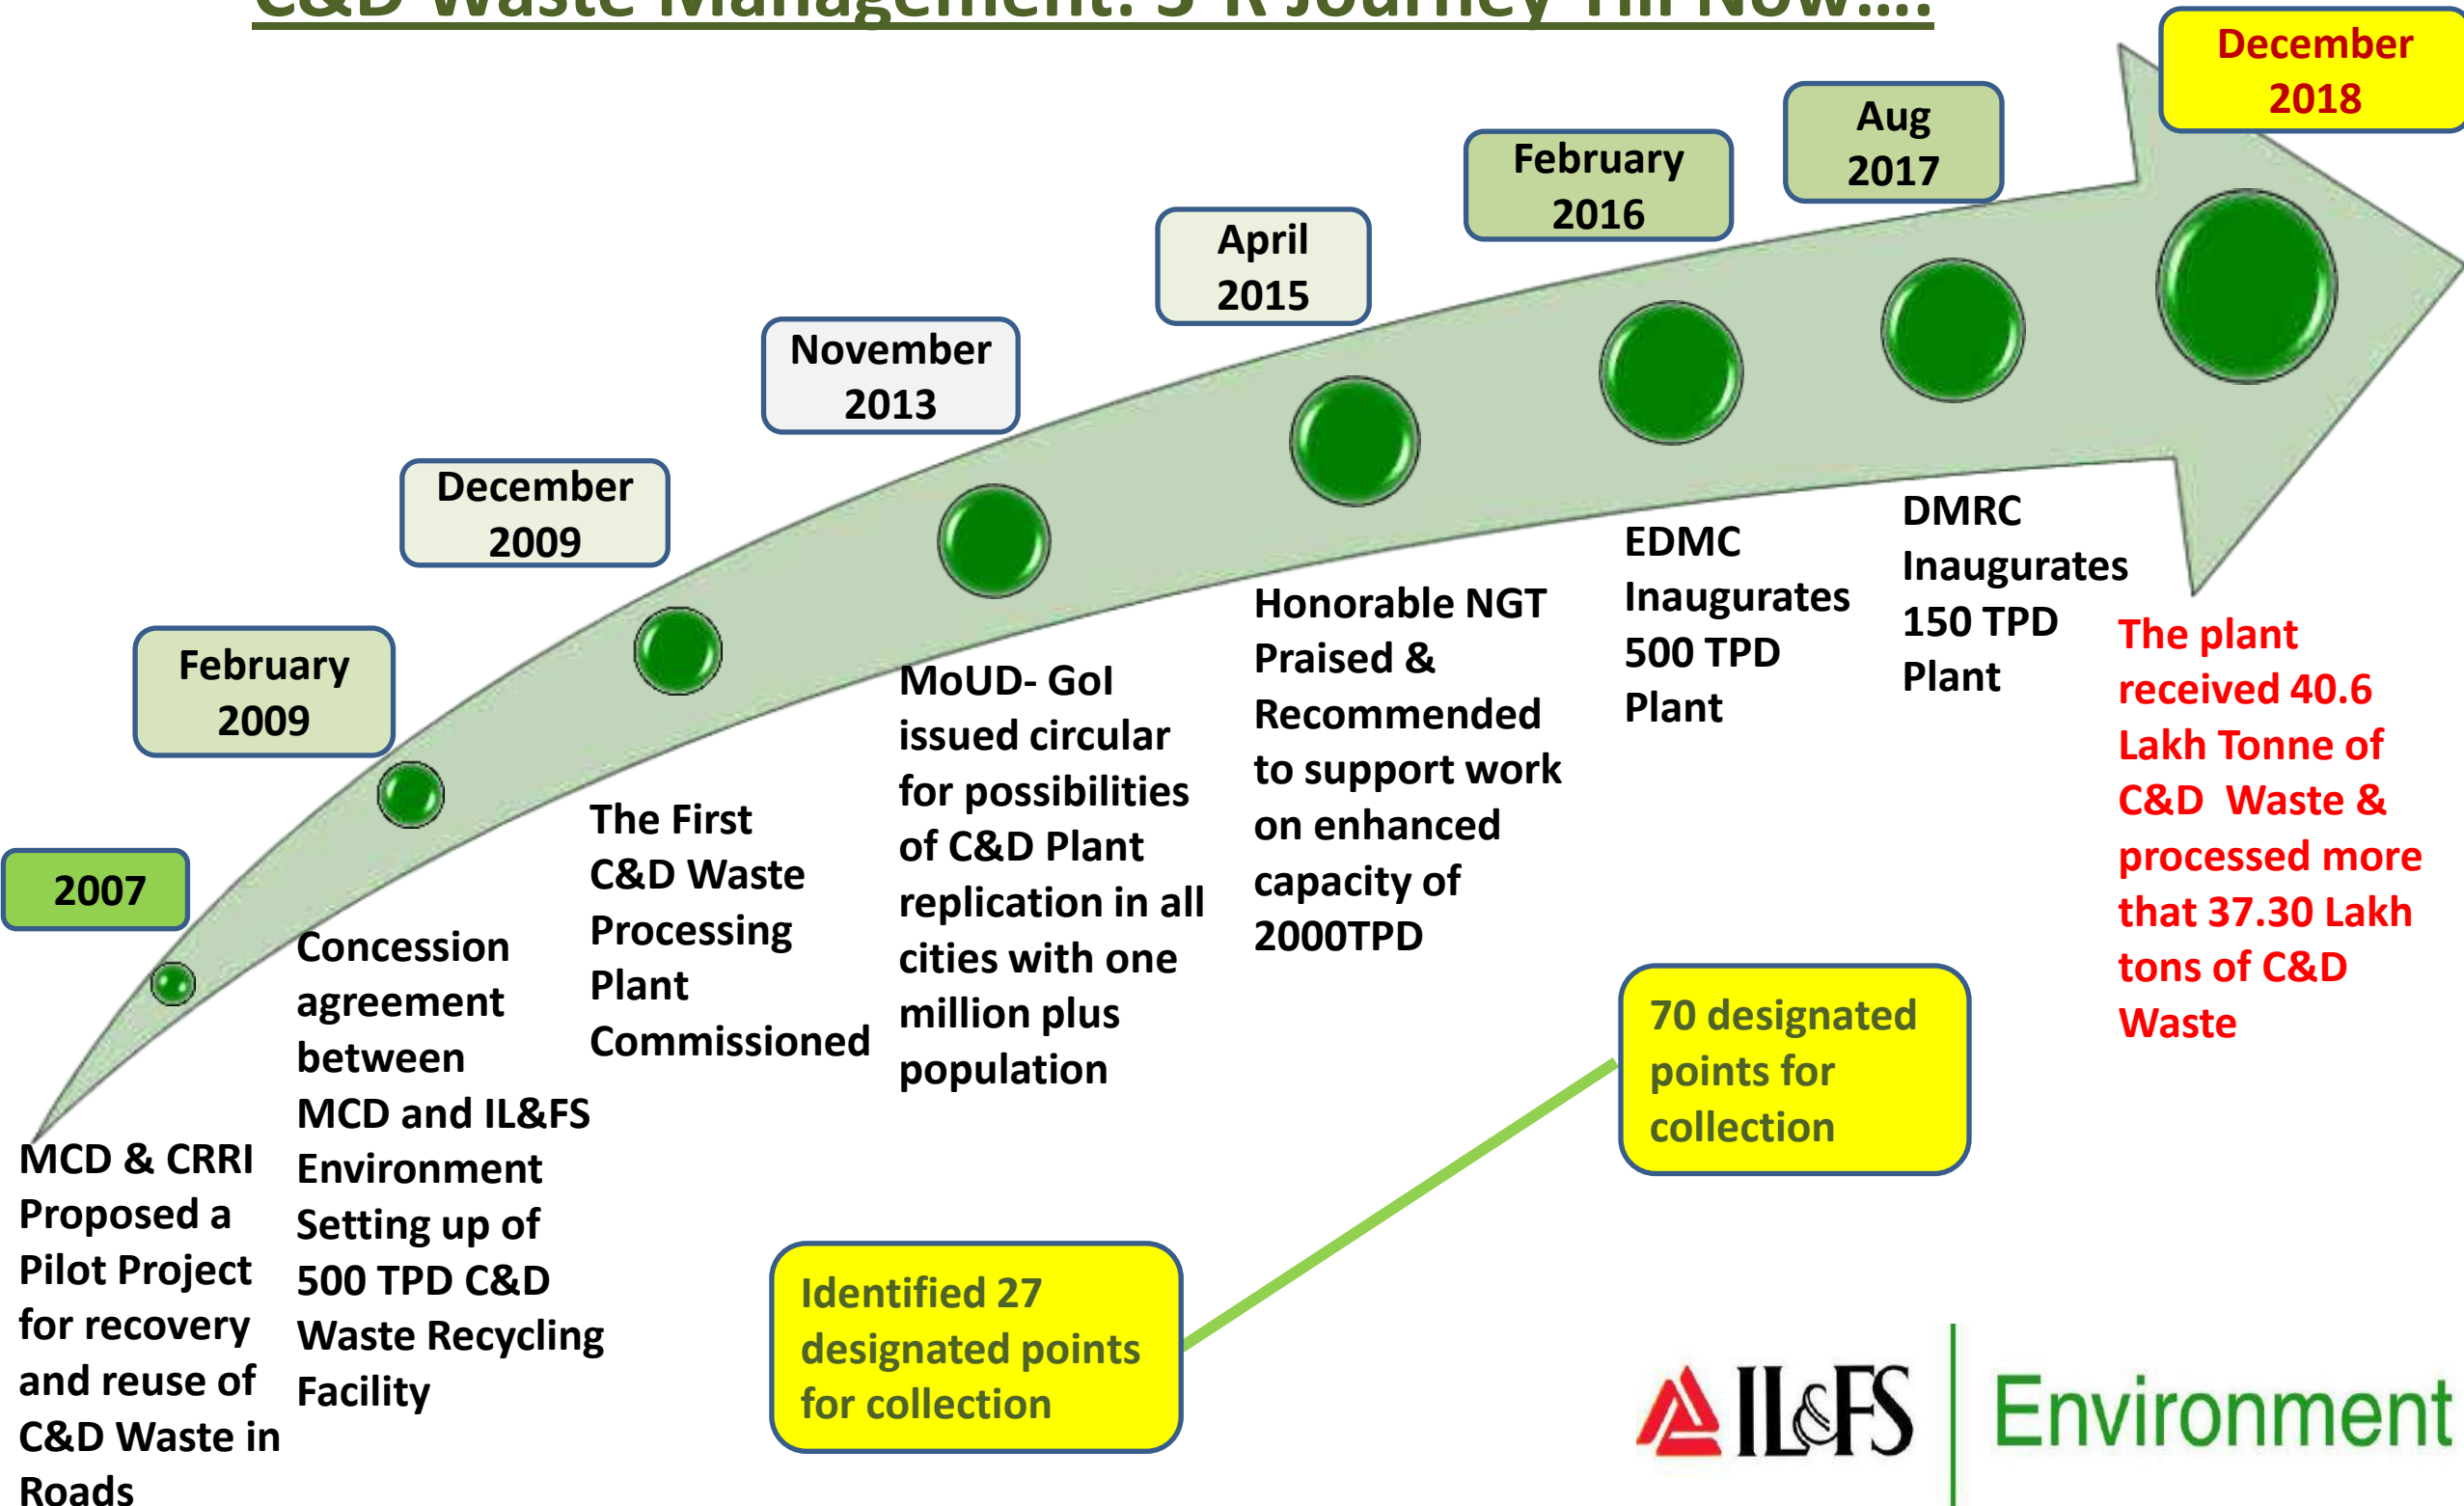 C&D Waste Management: 3-R Journey Till Now....
2007
MCD & CRRI
Proposed a
Pilot Project
for recovery
and reuse of
C&D Waste in
Roads
February
2009
Concession
agreement
between
MCD and IL&FS
Environment
Setting up of
500 TPD C&D
Waste Recycling
Facility
December
2009
The First
C&D Waste
Processing
Plant
Commissioned
November
2013
MoUD- GoI
issued circular
for possibilities
of C&D Plant
replication in all
cities with one
million plus
population
April
2015
Honorable NGT
Praised &
Recommended
to support work
on enhanced
capacity of
2000TPD
February
2016
EDMC
Inaugurates
500 TPD
Plant
Aug
2017
DMRC
Inaugurates
150 TPD
Plant
December
2018
The plant
received 40.6
Lakh Tonne of
C&D Waste &
processed more
that 37.30 Lakh
tons of C&D
Waste
Identified 27
designated points
for collection
70 designated
points for
collection
IL&FS
Environment